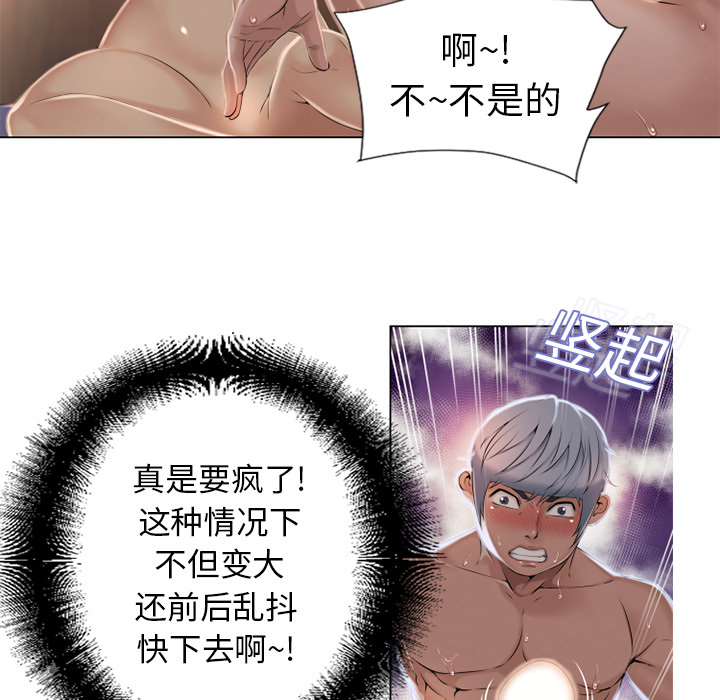 啊~!
不~不是的
竖起
真是要疯了!
这种情况下
不但变大
还前后乱抖
快下去啊~!